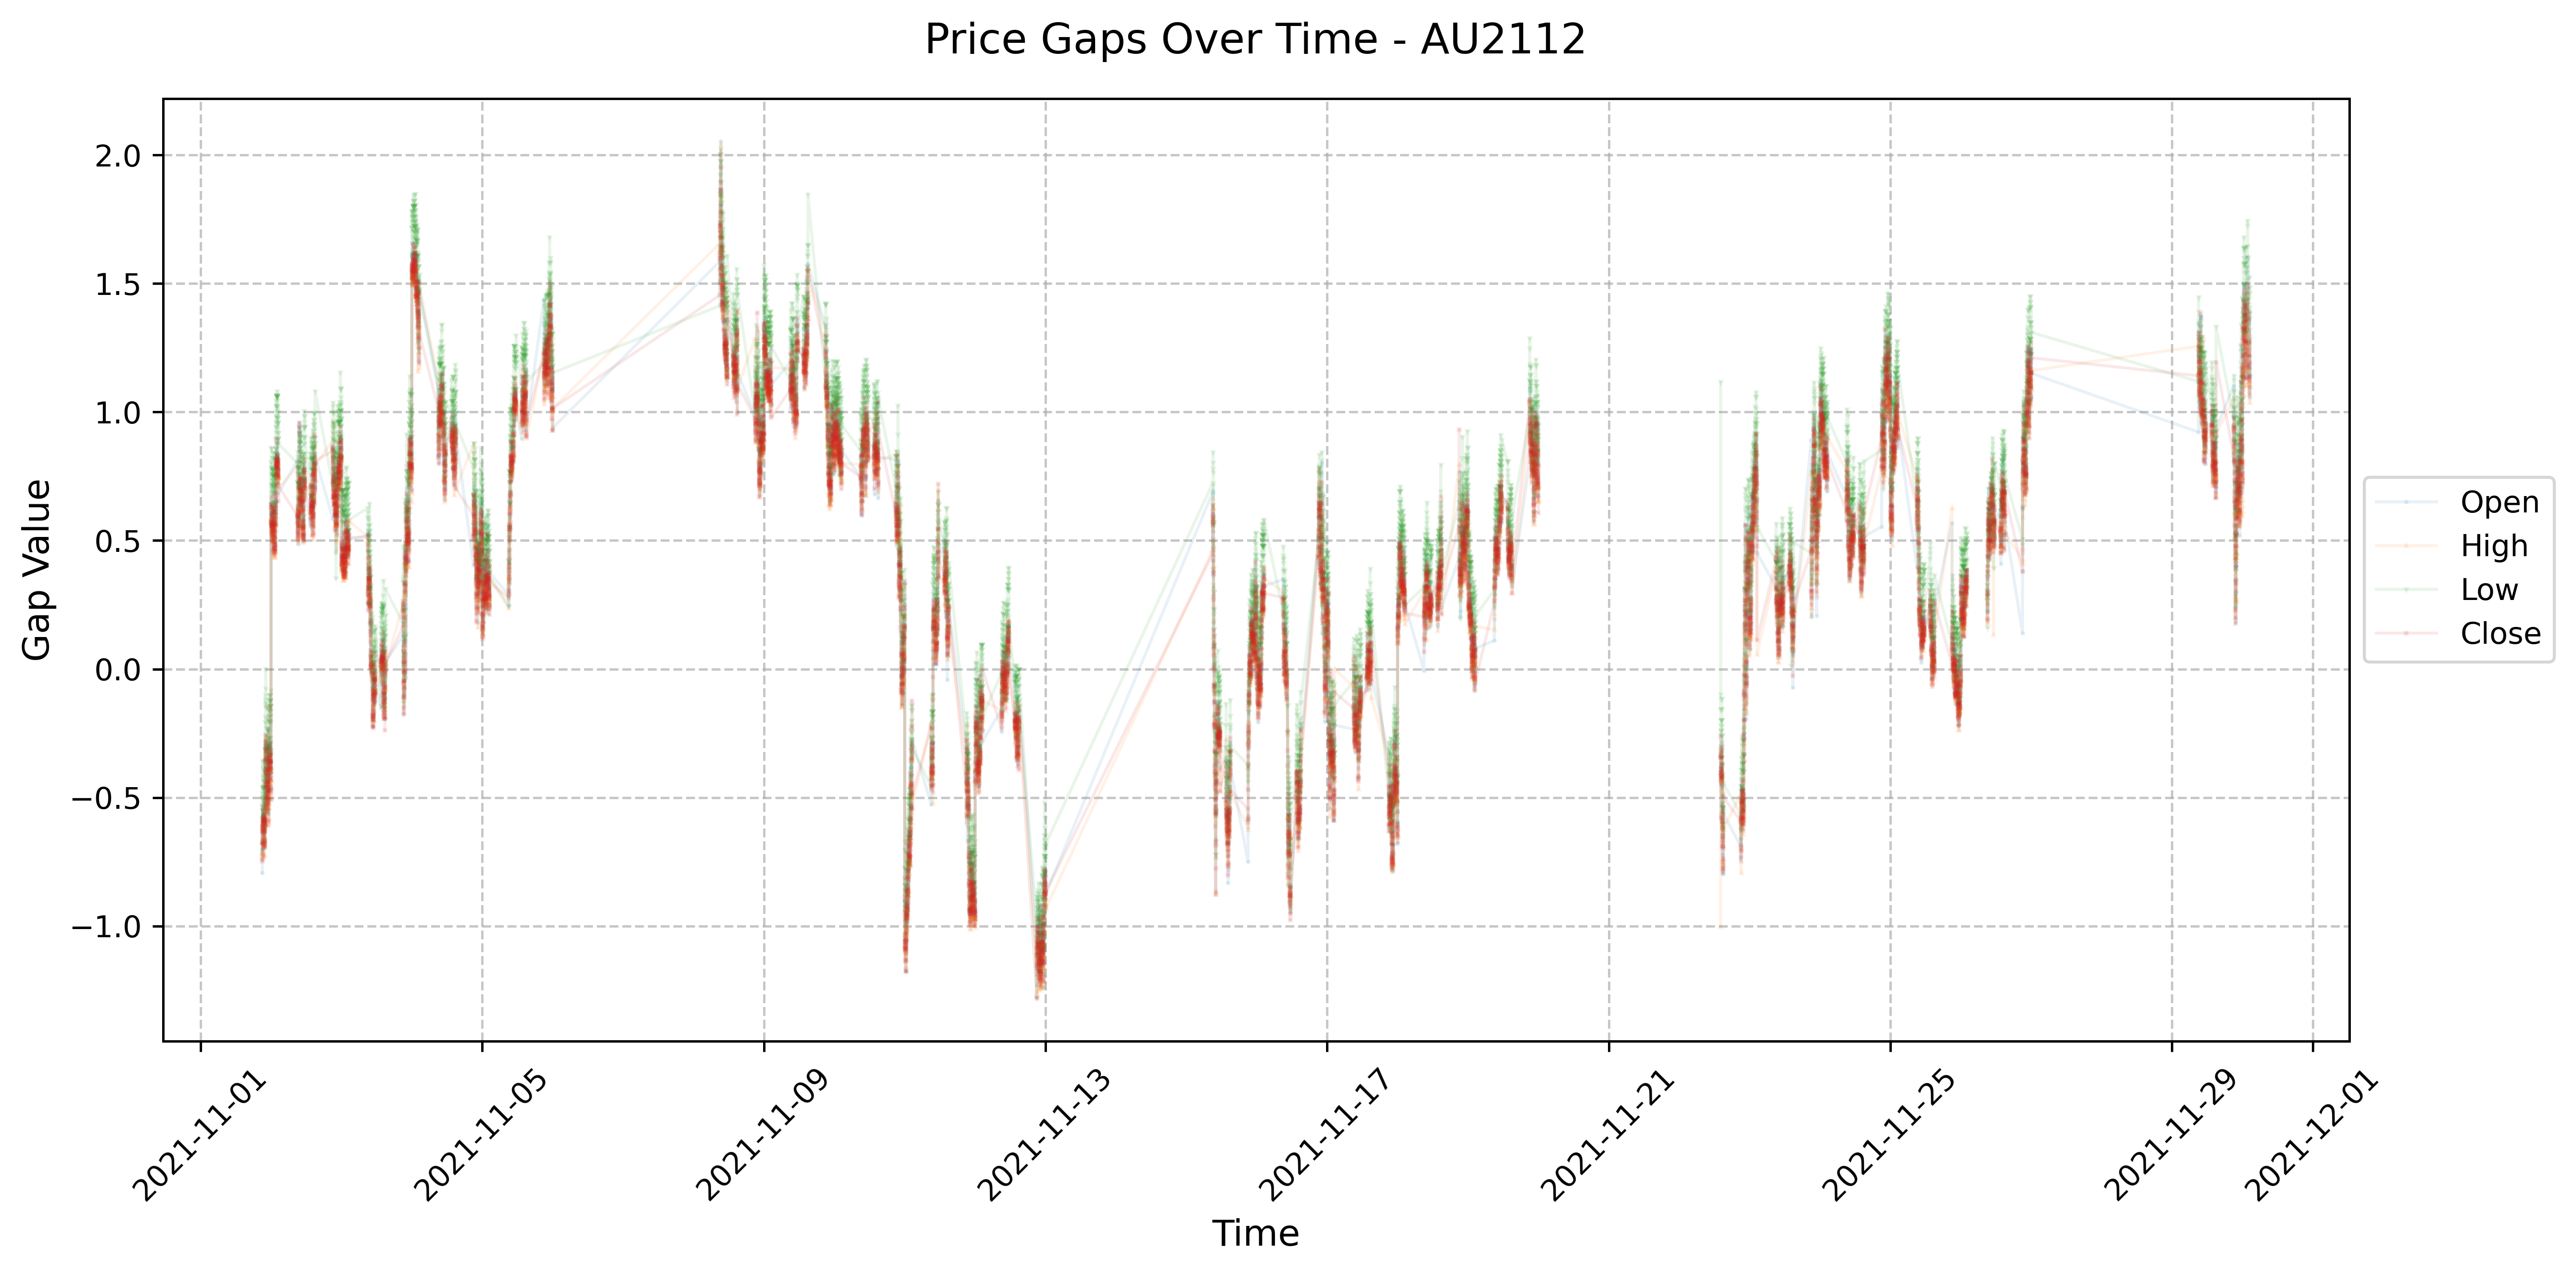 Price Gaps Over Time - AU2112
Gap Value
2.0
1.5
1.0
0.5
0.0
−0.5
−1.0
Open
High
Low
Close
2021-11-01
2021-11-05
2021-11-09
2021-11-13
2021-11-17
2021-11-21
2021-11-25
2021-11-29
2021-12-01
Time